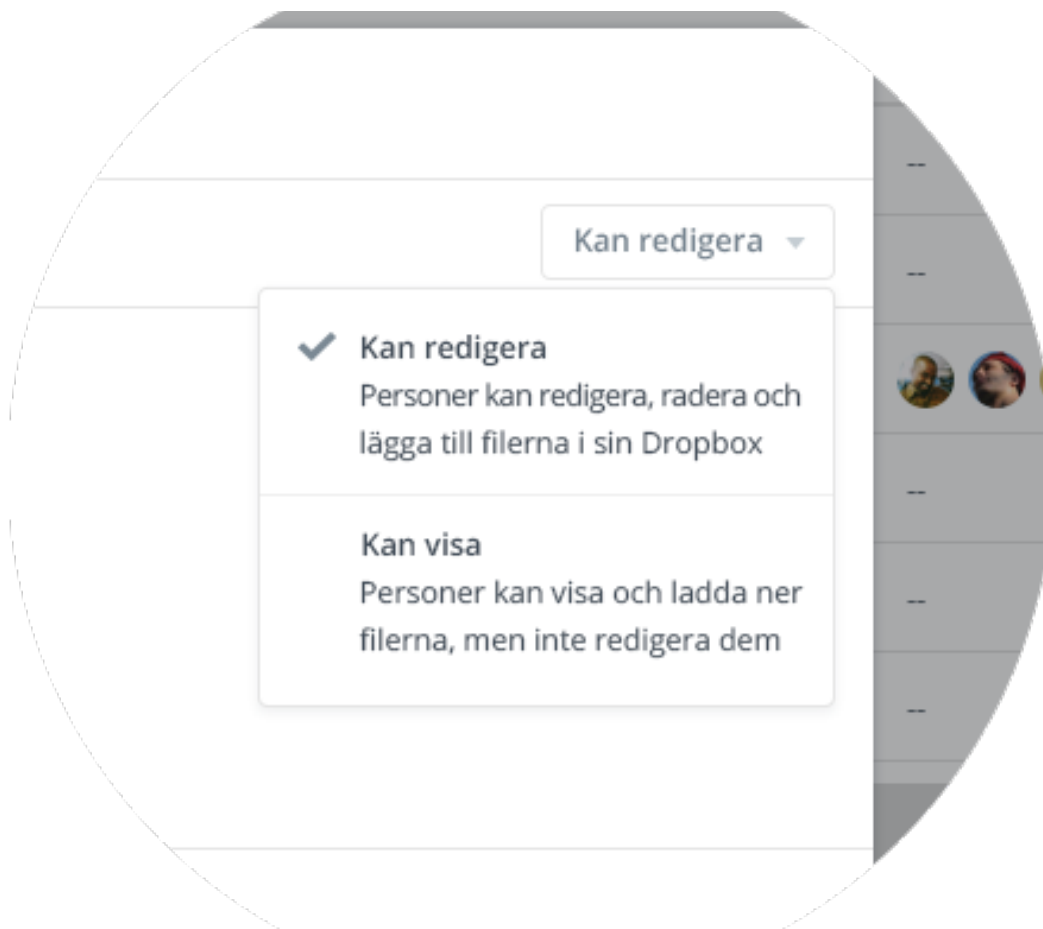 Kan redigera
Kan redigera
Personer kan redigera, radera och
lägga till filerna i sin Dropbox
Kan visa
Personer kan visa och ladda ner
filerna, men inte redigera dem
--
--
--
--
--